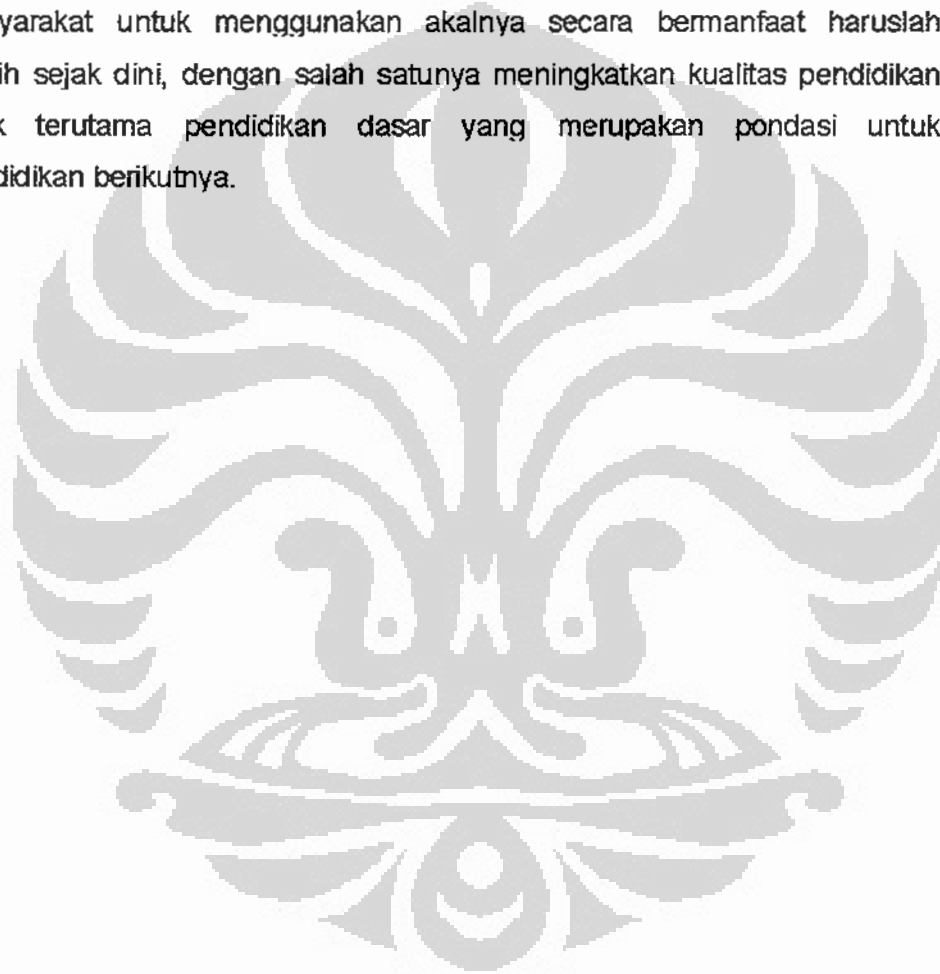 yarakat untuk menggunakan akalnya secara bermanfaat haruslah
ih sejak dini, dengan salah satunya meningkatkan kualitas pendidikan
k terutama pendidikan dasar yang merupakan pondasi untuk
didikan berikutnya.